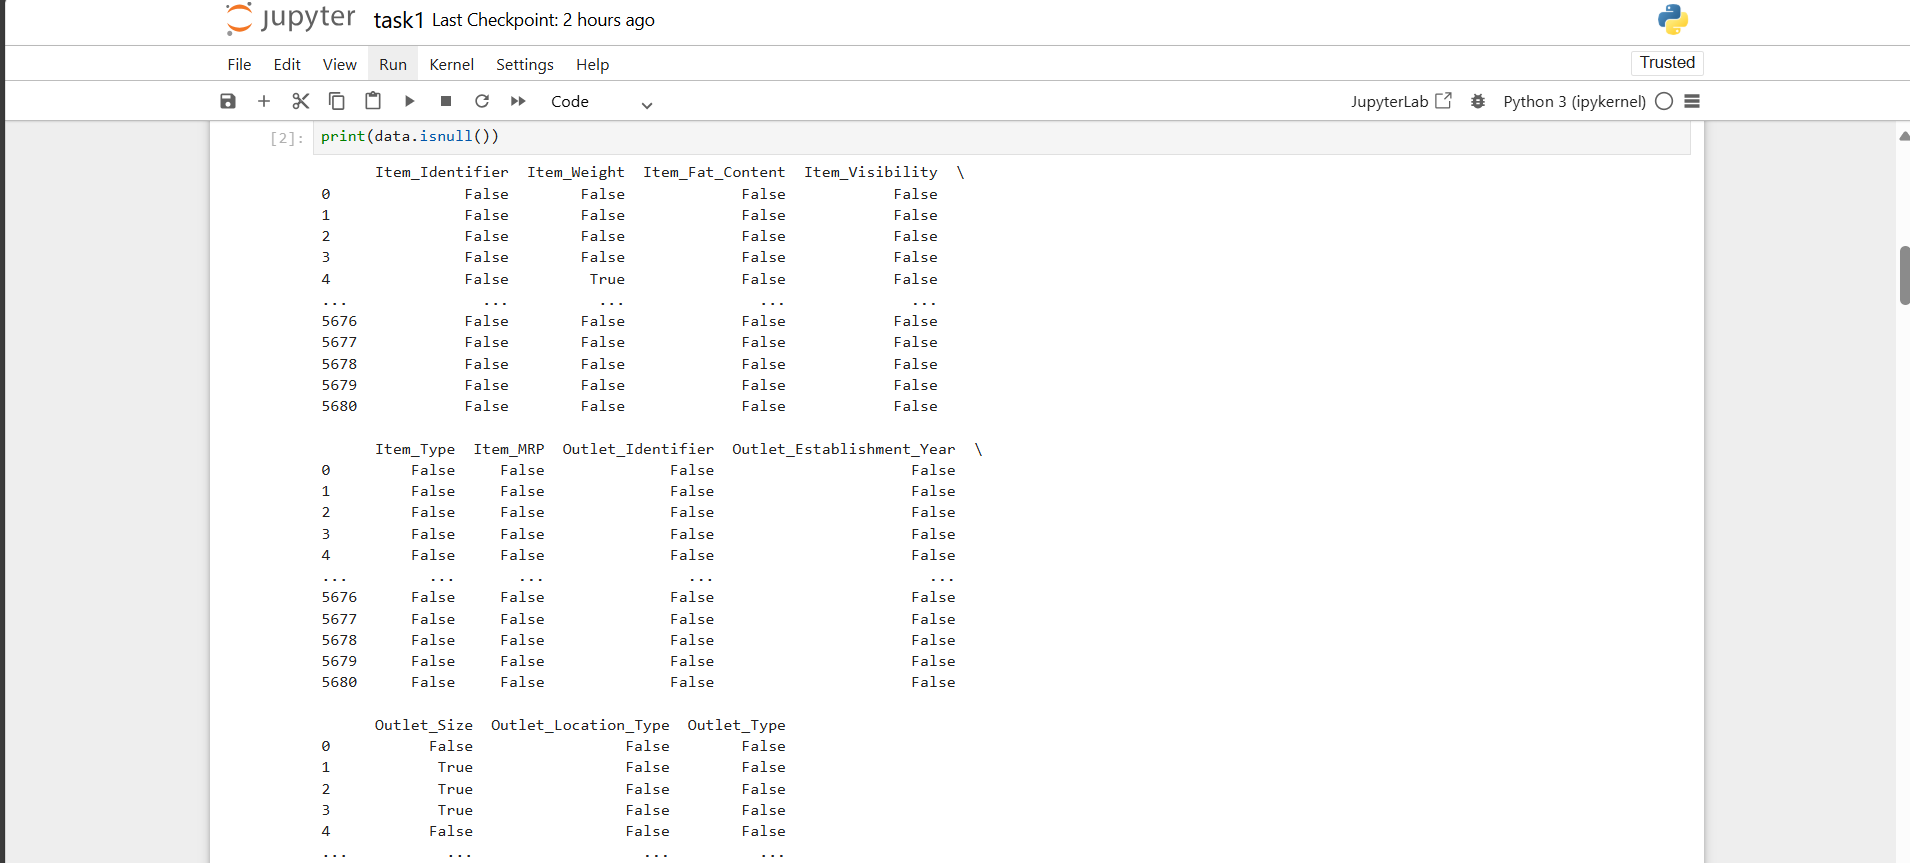 jupyter task1 Last Checkpoint: 2 hours ago
File Edit View Run Kernel Settings Help Trusted
Code JupyterLab Python 3 (ipykernel)
[2]: print(data.isnull())
Item_Identifier Item_Weight Item_Fat_Content Item_Visibility \
0 False False False False
1 False False False False
2 False False False False
3 False False False False
4 False True False False
... ... ... ... ...
5676 False False False False
5677 False False False False
5678 False False False False
5679 False False False False
5680 False False False False
Item_Type Item_MRP Outlet_Identifier Outlet_Establishment_Year \
0 False False False False
1 False False False False
2 False False False False
3 False False False False
4 False False False False
... ... ... ... ...
5676 False False False False
5677 False False False False
5678 False False False False
5679 False False False False
5680 False False False False
Outlet_Size Outlet_Location_Type Outlet_Type
0 False False False
1 True False False
2 True False False
3 True False False
4 False False False
... ... ... ...